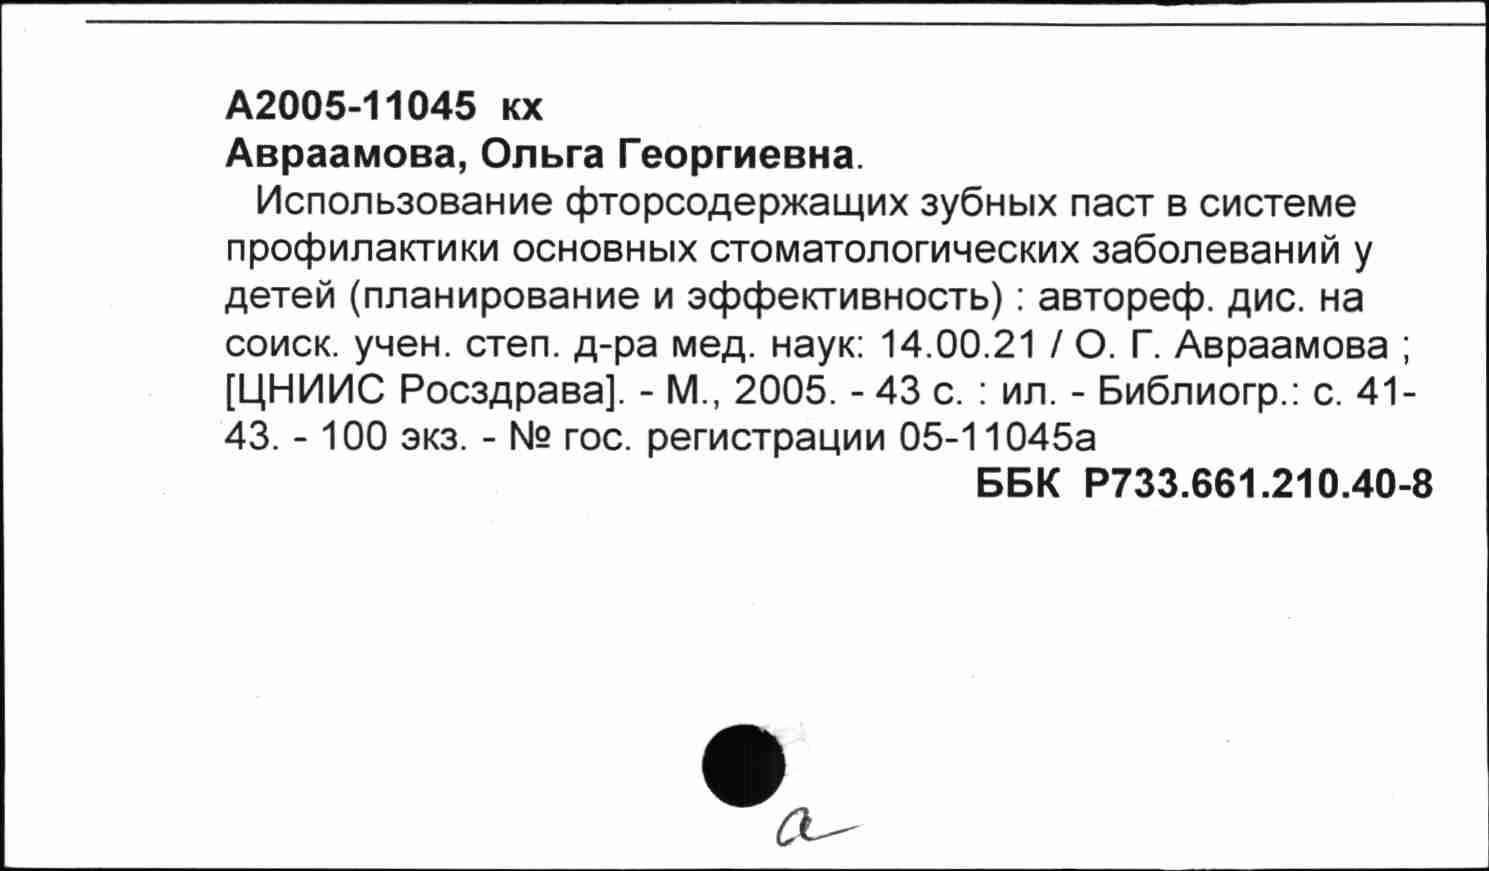 А2005-11045 кх
Авраамова, Ольга Георгиевна.
Использование фторсодержащих зубных паст в системе
профилактики основных стоматологических заболеваний у
детей (планирование и эффективность) : автореф. дис. на
соиск. учен. степ. д-ра мед. наук: 14.00.21 / О. Г. Авраамова ;
[ЦНИИС Росздрава]. - М., 2005. - 43 с. : ил. - Библиогр.: с. 41-
43. - 100 экз. - № гос. регистрации 05-11045а
ББК Р733.661.210.40-8
а